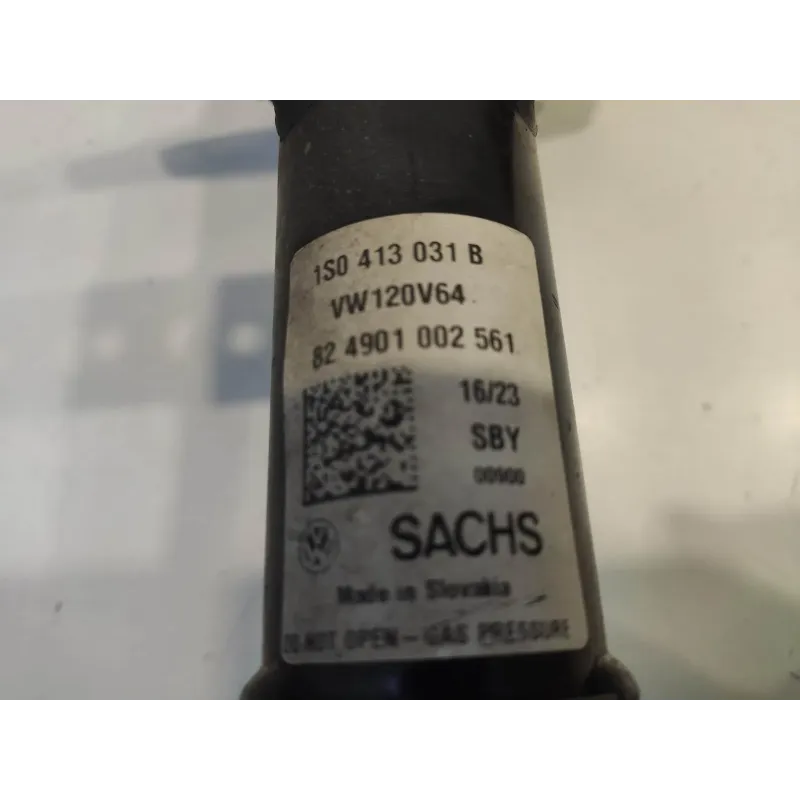 1S0 413 031 B
VW120V64
82 4901 002 561
16/23
SBY
00900
SACHS
Made in Slovakia
DO NOT OPEN - GAS PRESSURE